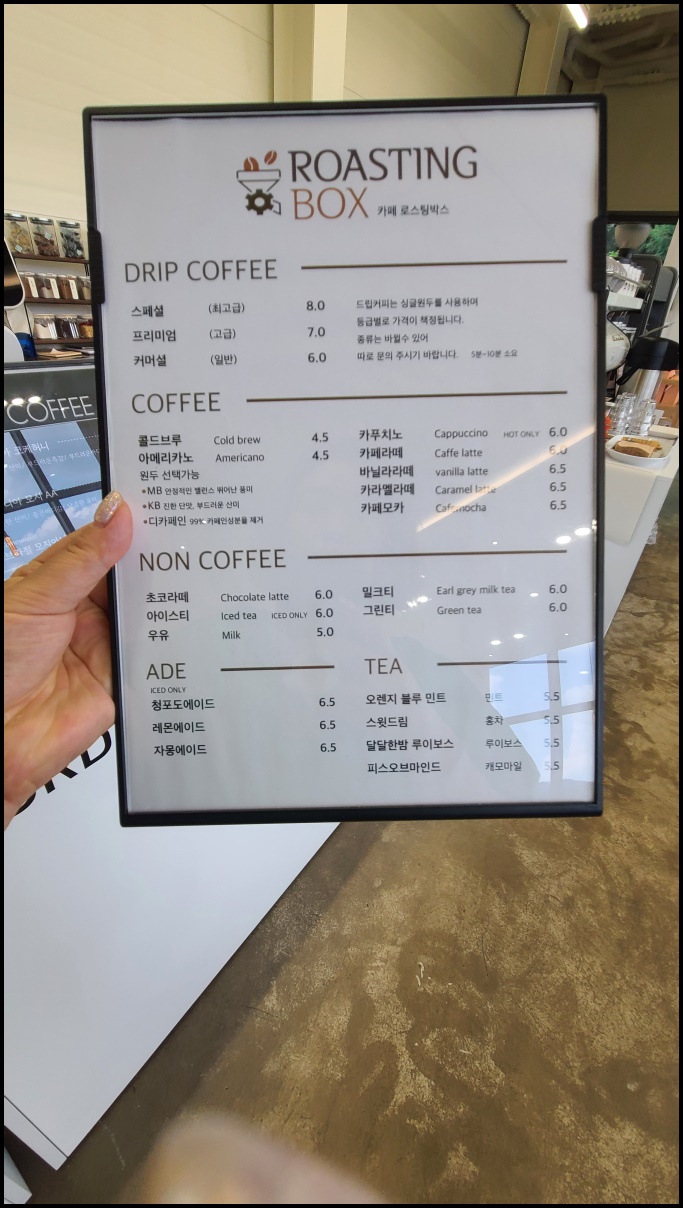 ROASTING
BOX 카페 로스팅박스
DRIP COFFEE
스페셜 (최고급) 8.0
프리미엄 (고급) 7.0
커머셜 (일반) 6.0
드립커피는 싱글원두를 사용하며
등급별로 가격이 책정됩니다.
종류는 바뀔수 있어
따로 문의 주시기 바랍니다. 5분~10분 소요
COFFEE
콜드브루 Cold brew 4.5
아메리카노 Americano 4.5
원두 선택가능
•MB 안정적인 밸런스 뛰어난 풍미
•KB 진한 단맛, 부드러운 산미
•디카페인 99% 카페인성분을 제거
카푸치노 Cappuccino HOT ONLY 6.0
카페라떼 Caffe latte 6.0
바닐라라떼 vanilla latte 6.5
카라멜라떼 Caramel latte 6.5
카페모카 Cafemocha 6.5
NON COFFEE
초코라떼 Chocolate latte 6.0
아이스티 Iced tea ICED ONLY 6.0
우유 Milk 5.0
밀크티 Earl grey milk tea 6.0
그린티 Green tea 6.0
ADE
ICED ONLY
청포도에이드 6.5
레몬에이드 6.5
자몽에이드 6.5
TEA
오렌지 블루 민트 민트 5.5
스윗드림 홍차 5.5
달달한밤 루이보스 루이보스 5.5
피스오브마인드 캐모마일 5.5
COFFEE